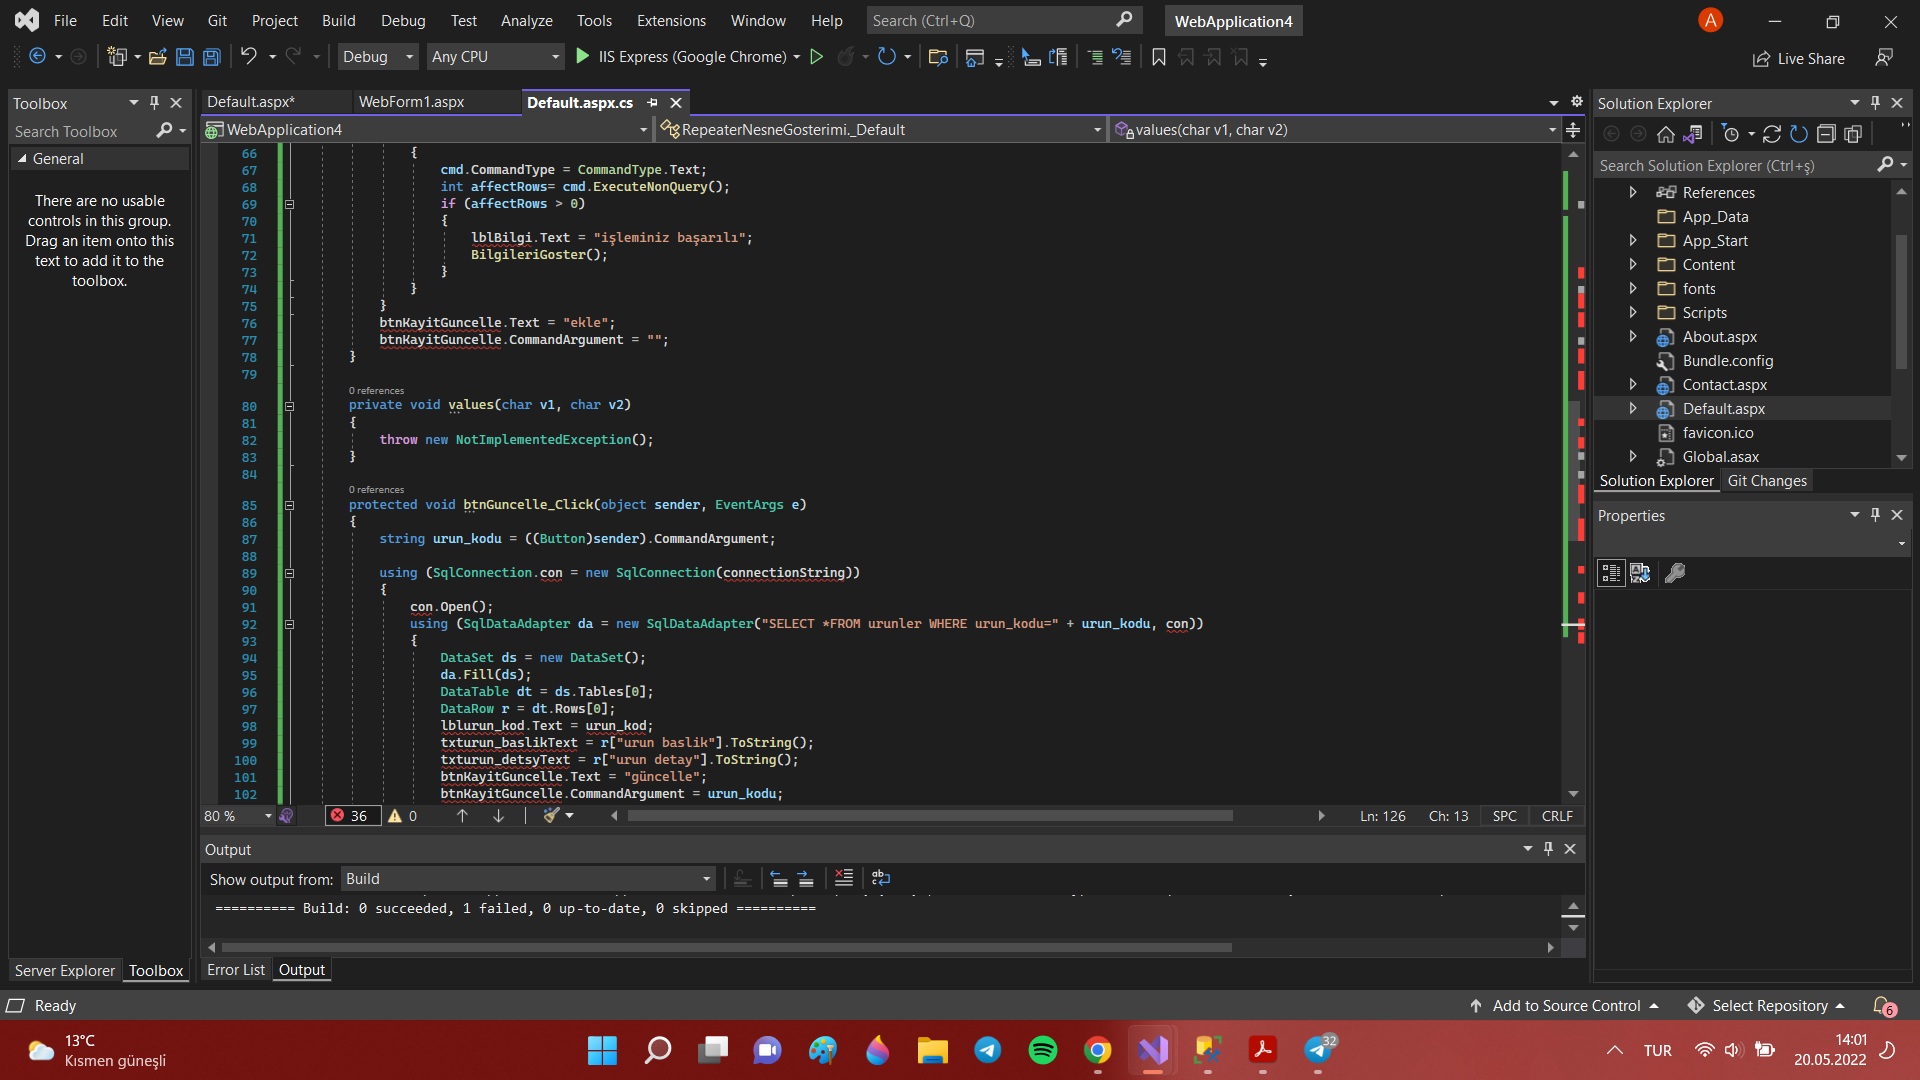 File Edit View Git Project Build Debug Test Analyze Tools Extensions Window Help Search (Ctrl+Q) WebApplication4 A
Debug Any CPU IIS Express (Google Chrome) Live Share
Toolbox
Search Toolbox
General
There are no usable
controls in this group.
Drag an item onto this
text to add it to the
toolbox.
Server Explorer Toolbox
Default.aspx* WebForm1.aspx Default.aspx.cs
WebApplication4 RepeaterNesneGosterimi._Default values(char v1, char v2)
66 {
67 cmd.CommandType = CommandType.Text;
68 int affectRows= cmd.ExecuteNonQuery();
69 if (affectRows > 0)
70 {
71 lblBilgi.Text = "işleminiz başarılı";
72 BilgileriGoster();
73 }
74 }
75 }
76 btnKayitGuncelle.Text = "ekle";
77 btnKayitGuncelle.CommandArgument = "";
78 }
79
0 references
80 private void values(char v1, char v2)
81 {
82 throw new NotImplementedException();
83 }
84
0 references
85 protected void btnGuncelle_Click(object sender, EventArgs e)
86 {
87 string urun_kodu = ((Button)sender).CommandArgument;
88
89 using (SqlConnection.con = new SqlConnection(connectionString))
90 {
91 con.Open();
92 using (SqlDataAdapter da = new SqlDataAdapter("SELECT *FROM urunler WHERE urun_kodu=" + urun_kodu, con))
93 {
94 DataSet ds = new DataSet();
95 da.Fill(ds);
96 DataTable dt = ds.Tables[0];
97 DataRow r = dt.Rows[0];
98 lblurun_kod.Text = urun_kod;
99 txturun_baslikText = r["urun baslik"].ToString();
100 txturun_detsyText = r["urun detay"].ToString();
101 btnKayitGuncelle.Text = "güncelle";
102 btnKayitGuncelle.CommandArgument = urun_kodu;
80 % 36 0 Ln: 126 Ch: 13 SPC CRLF
Output
Show output from: Build
========== Build: 0 succeeded, 1 failed, 0 up-to-date, 0 skipped ==========
Error List Output
Solution Explorer
Search Solution Explorer (Ctrl+ş)
References
App_Data
App_Start
Content
fonts
Scripts
About.aspx
Bundle.config
Contact.aspx
Default.aspx
favicon.ico
Global.asax
Solution Explorer Git Changes
Properties
Ready Add to Source Control Select Repository 6
13°C
Kısmen güneşli
32
TUR
14:01
20.05.2022